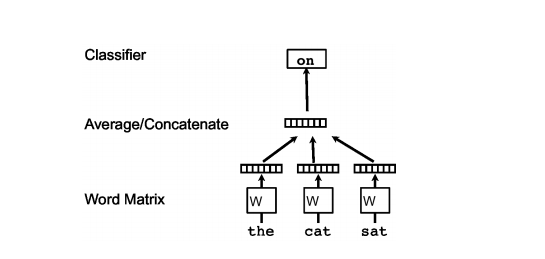 Classifier
on
Average/Concatenate
Word Matrix
W W W
the cat sat